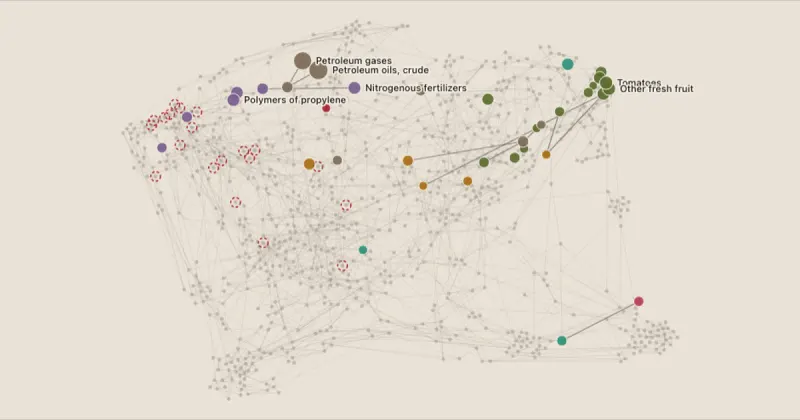 Petroleum gases
Petroleum oils, crude
Nitrogenous fertilizers
Polymers of propylene
Tomatoes
Other fresh fruit